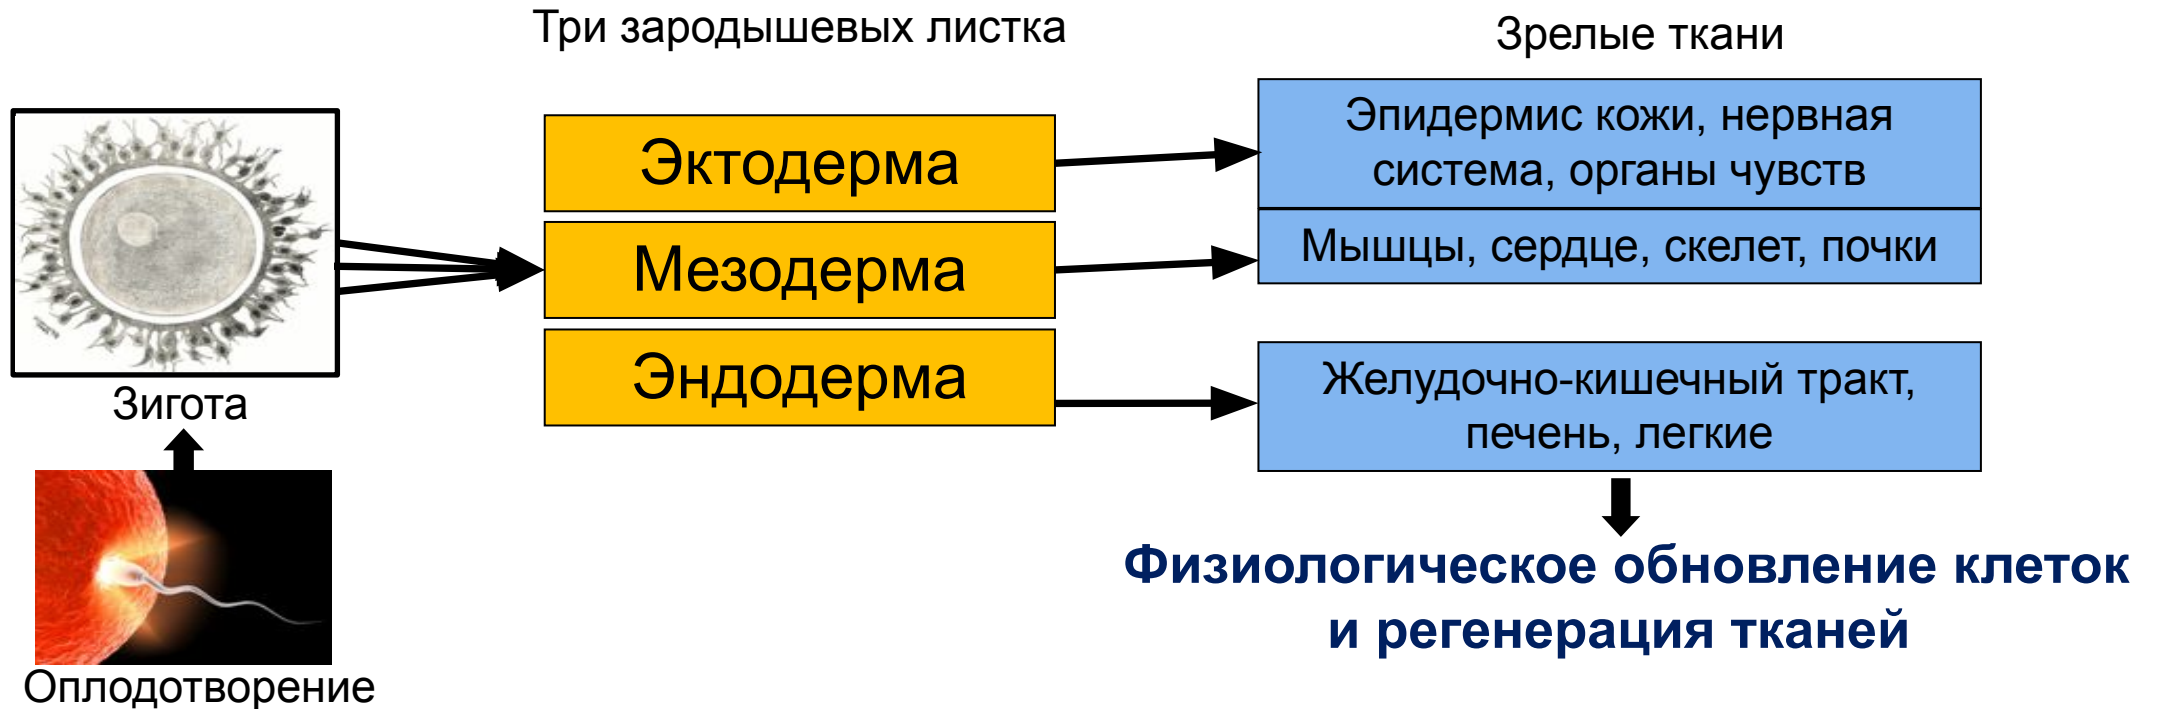 Три зародышевых листка
Зрелые ткани
Эктодерма
Мезодерма
Эндодерма
Эпидермис кожи, нервная
система, органы чувств
Мышцы, сердце, скелет, почки
Желудочно-кишечный тракт,
печень, легкие
Зигота
Оплодотворение
Физиологическое обновление клеток
и регенерация тканей